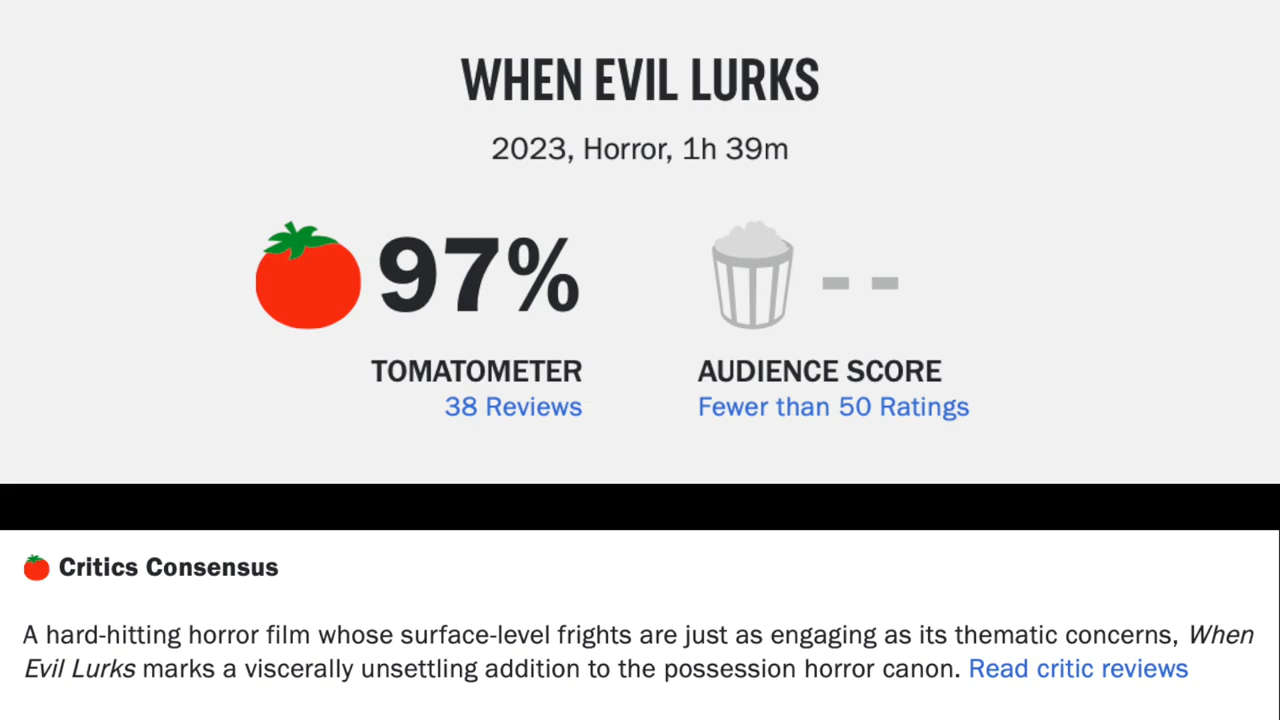 WHEN EVIL LURKS
2023, Horror, 1h 39m
97%
- -
TOMATOMETER
AUDIENCE SCORE
38 Reviews
Fewer than 50 Ratings
Critics Consensus
A hard-hitting horror film whose surface-level frights are just as engaging as its thematic concerns, When
Evil Lurks marks a viscerally unsettling addition to the possession horror canon. Read critic reviews